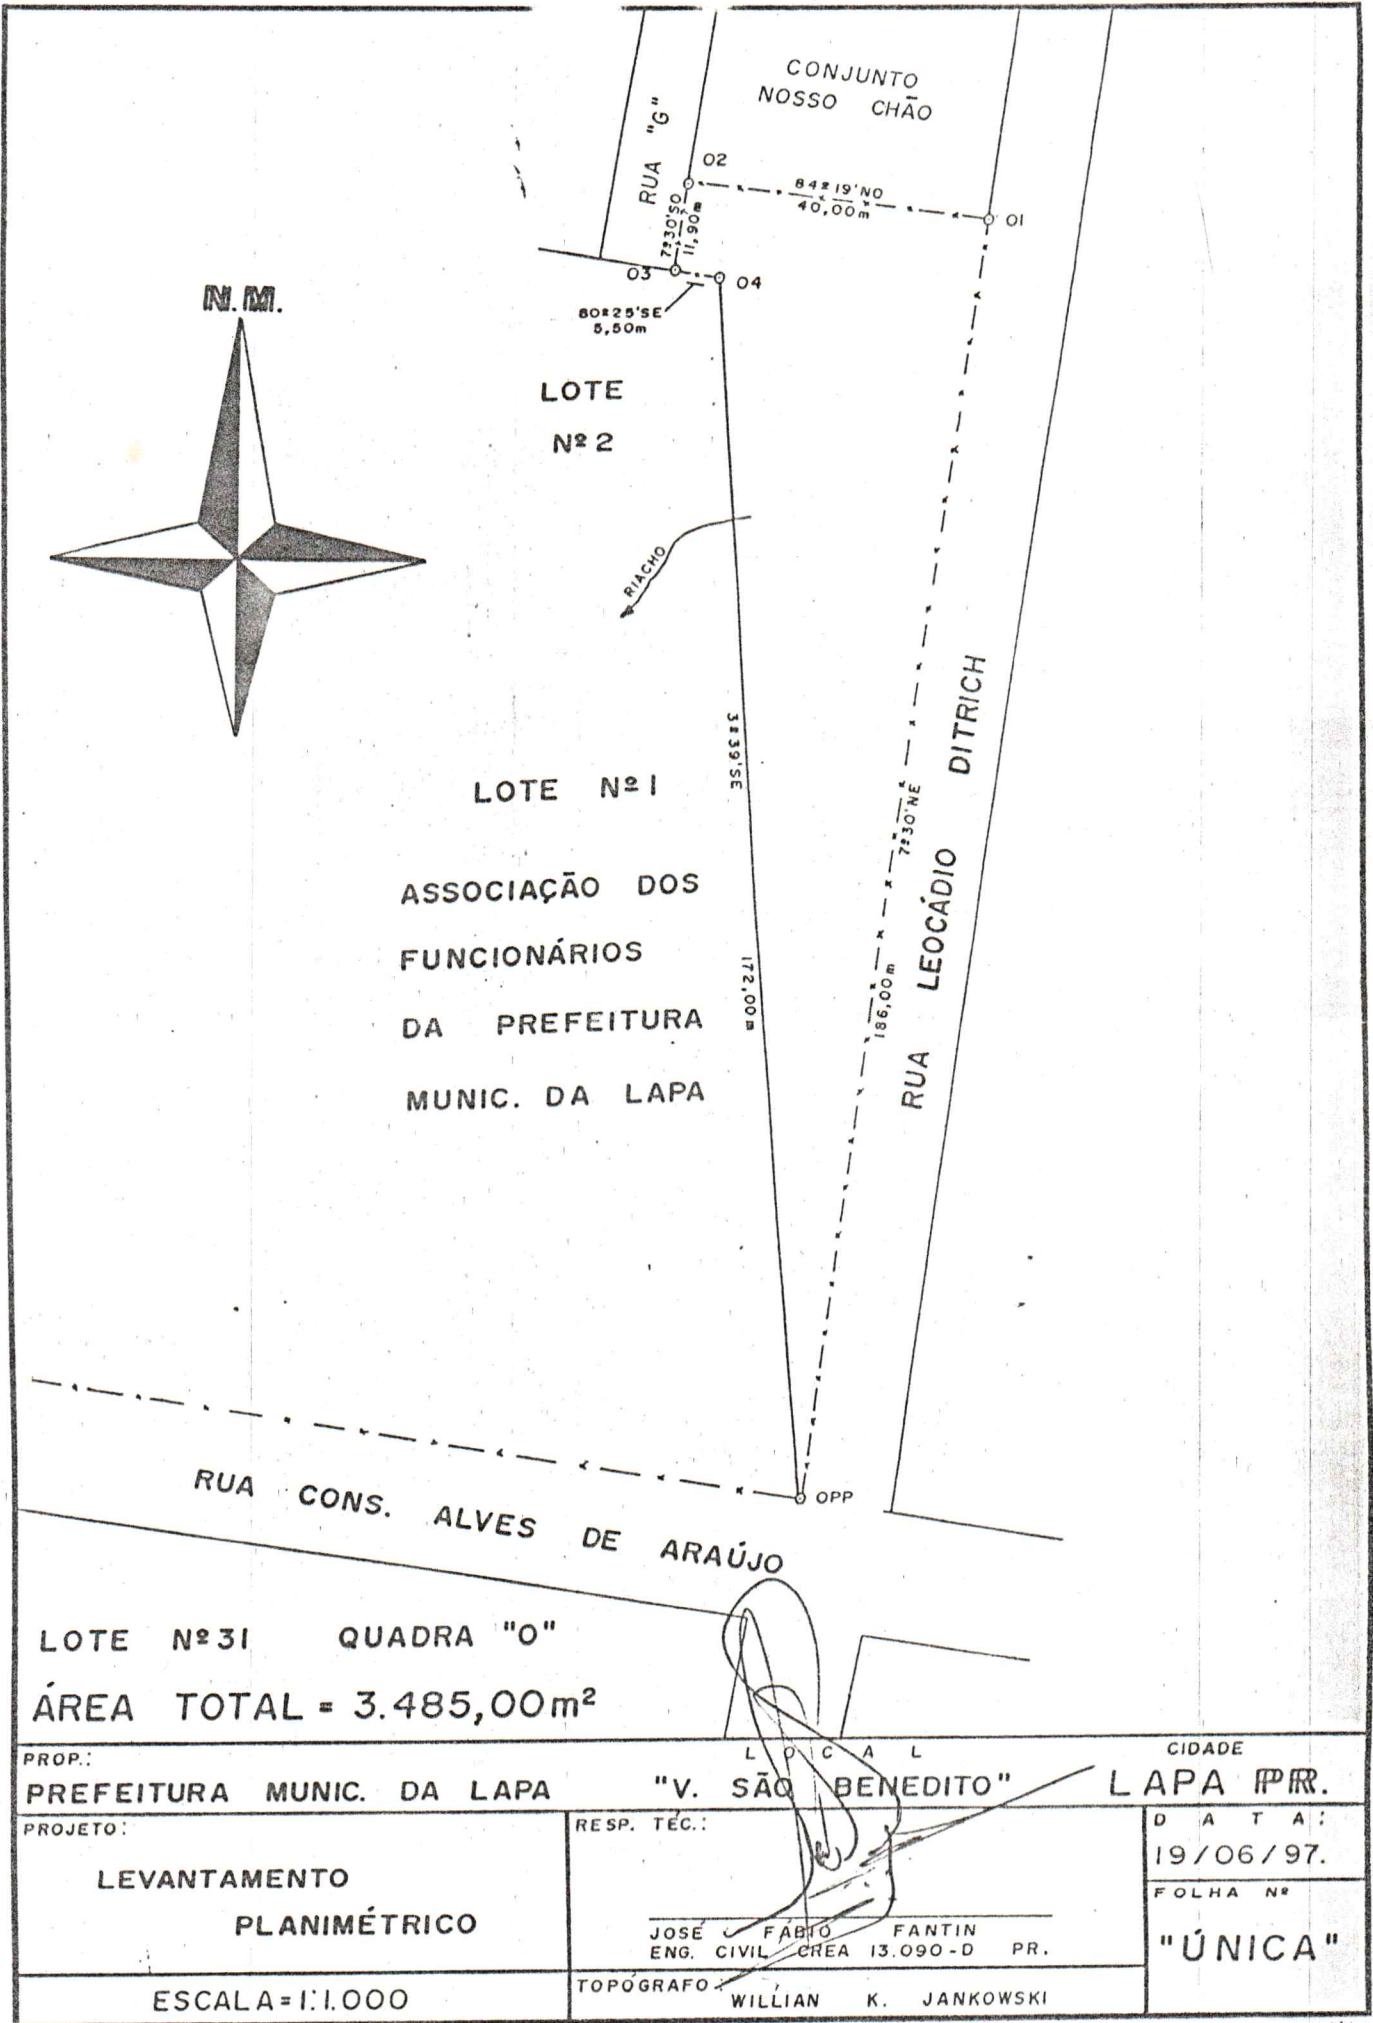 CONJUNTO
NOSSO CHÃO
RUA "G"
02
84º19'NO
40,00m
01
7º30'SO
11,90m
03
04
80º25'SE
5,50m
N.M.
LOTE
Nº 2
RIACHO
3º39'SE
172,00m
7º30'NE
186,00m
RUA LEOCÁDIO DITRICH
LOTE Nº 1
ASSOCIAÇÃO DOS
FUNCIONÁRIOS
DA PREFEITURA
MUNIC. DA LAPA
OPP
RUA CONS. ALVES DE ARAÚJO
LOTE Nº 31 QUADRA "O"
ÁREA TOTAL = 3.485,00m²
PROP.:
PREFEITURA MUNIC. DA LAPA
LOCAL
"V. SÃO BENEDITO"
CIDADE
LAPA PR.
PROJETO:
LEVANTAMENTO
PLANIMÉTRICO
RESP. TÉC.:
JOSÉ FÁBIO FANTIN
ENG. CIVIL CREA 13.090-D PR.
DATA:
19/06/97.
FOLHA Nº
"ÚNICA"
ESCALA = 1:1.000
TOPÓGRAFO:
WILLIAN K. JANKOWSKI